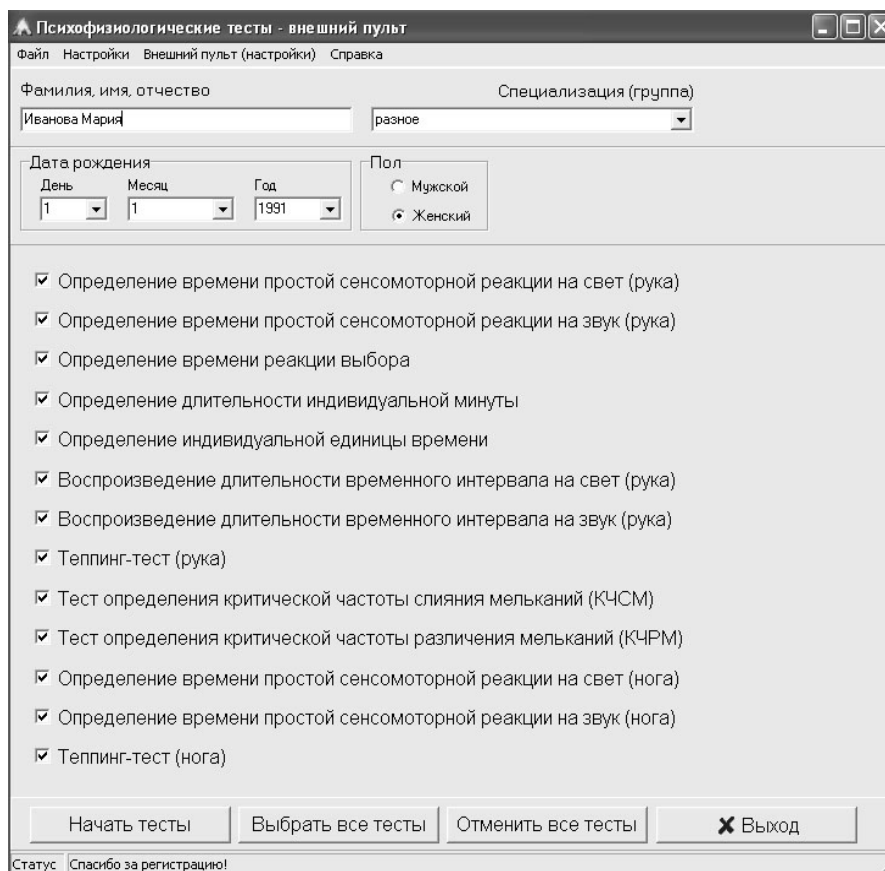 Психофизиологические тесты - внешний пульт
Файл Настройки Внешний пульт (настройки) Справка
Фамилия, имя, отчество Специализация (группа)
Иванова Мария разное
Дата рождения Пол
День Месяц Год Мужской
1 1 1991 Женский
Определение времени простой сенсомоторной реакции на свет (рука)
Определение времени простой сенсомоторной реакции на звук (рука)
Определение времени реакции выбора
Определение длительности индивидуальной минуты
Определение индивидуальной единицы времени
Воспроизведение длительности временного интервала на свет (рука)
Воспроизведение длительности временного интервала на звук (рука)
Теппинг-тест (рука)
Тест определения критической частоты слияния мельканий (КЧСМ)
Тест определения критической частоты различения мельканий (КЧРМ)
Определение времени простой сенсомоторной реакции на свет (нога)
Определение времени простой сенсомоторной реакции на звук (нога)
Теппинг-тест (нога)
Начать тесты Выбрать все тесты Отменить все тесты Выход
Статус Спасибо за регистрацию!